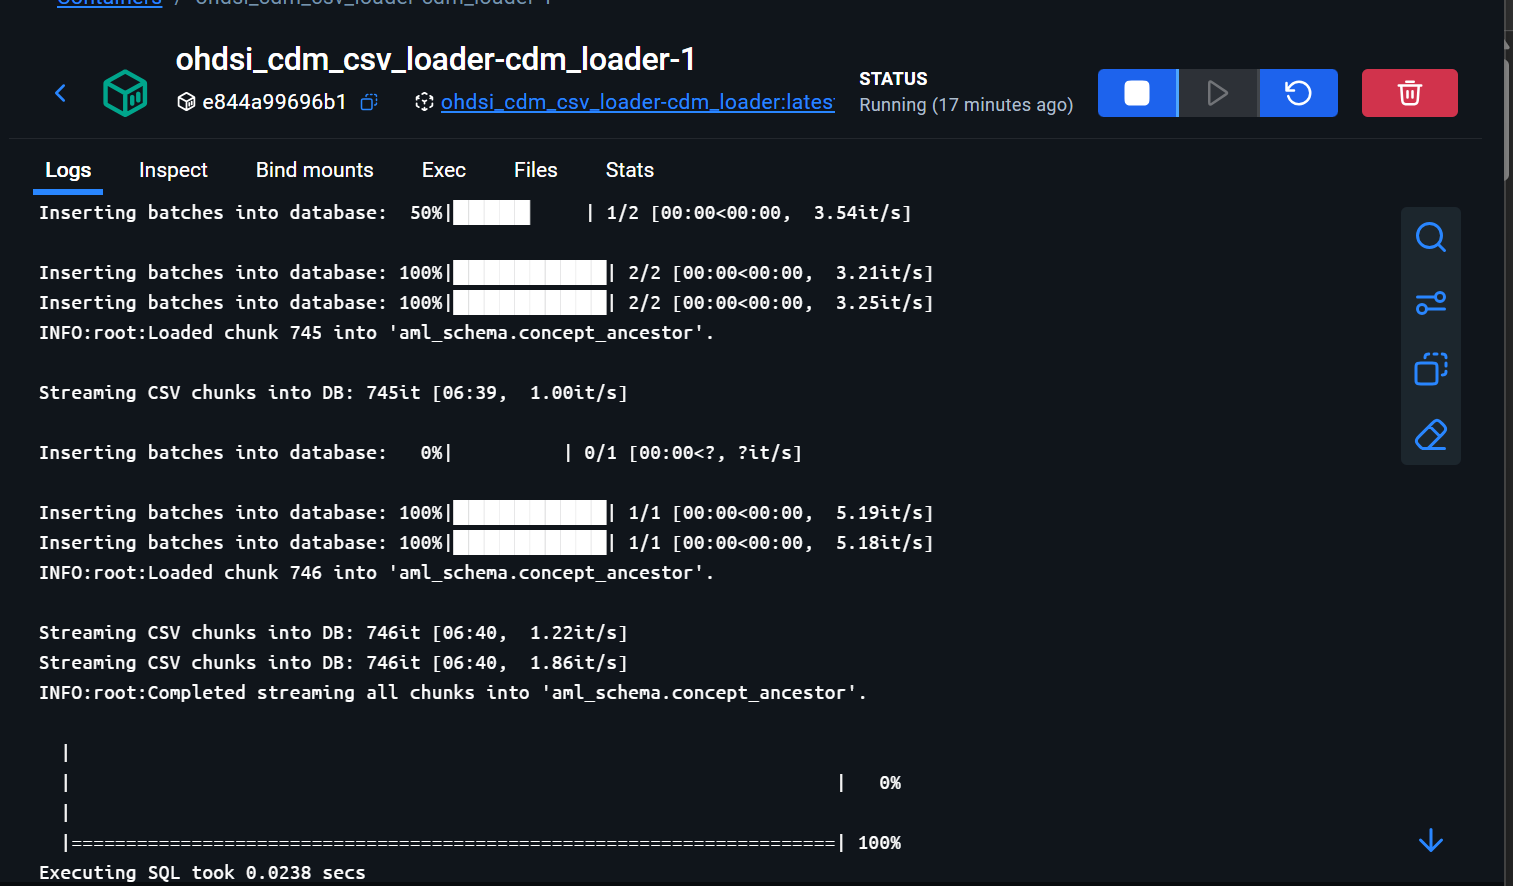 Containers / ohdsi_cdm_csv_loader-cdm_loader-1
ohdsi_cdm_csv_loader-cdm_loader-1
e844a99696b1 ohdsi_cdm_csv_loader-cdm_loader:lates
STATUS
Running (17 minutes ago)
Logs Inspect Bind mounts Exec Files Stats
Inserting batches into database:  50%|██████     | 1/2 [00:00<00:00,  3.54it/s]
Inserting batches into database: 100%|██████████| 2/2 [00:00<00:00,  3.21it/s]
Inserting batches into database: 100%|██████████| 2/2 [00:00<00:00,  3.25it/s]
INFO:root:Loaded chunk 745 into 'aml_schema.concept_ancestor'.
Streaming CSV chunks into DB: 745it [06:39,  1.00it/s]
Inserting batches into database:   0%|          | 0/1 [00:00<?, ?it/s]
Inserting batches into database: 100%|██████████| 1/1 [00:00<00:00,  5.19it/s]
Inserting batches into database: 100%|██████████| 1/1 [00:00<00:00,  5.18it/s]
INFO:root:Loaded chunk 746 into 'aml_schema.concept_ancestor'.
Streaming CSV chunks into DB: 746it [06:40,  1.22it/s]
Streaming CSV chunks into DB: 746it [06:40,  1.86it/s]
INFO:root:Completed streaming all chunks into 'aml_schema.concept_ancestor'.
|
|                                                                      |   0%
|
|======================================================================| 100%
Executing SQL took 0.0238 secs